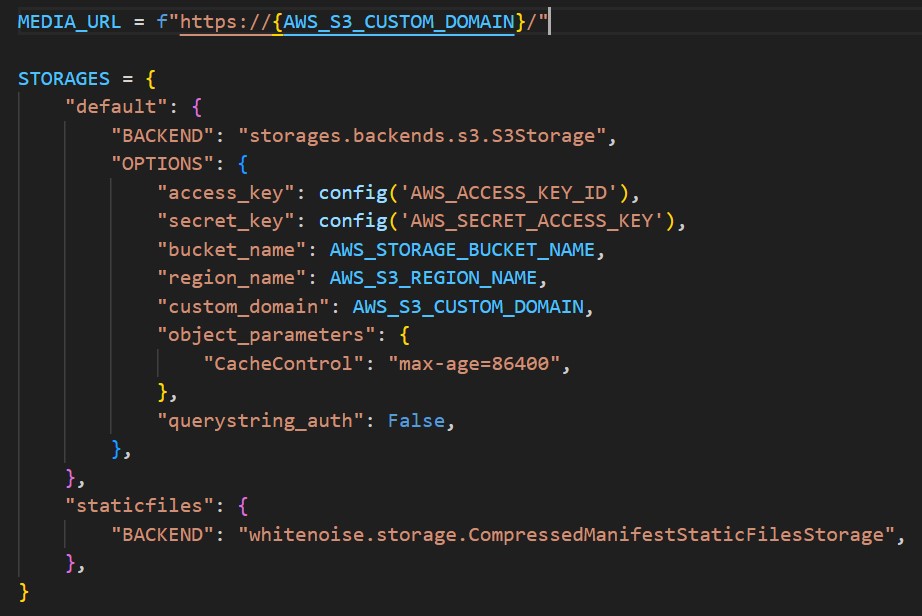 MEDIA_URL = f"https://{AWS_S3_CUSTOM_DOMAIN}/"

STORAGES = {
    "default": {
        "BACKEND": "storages.backends.s3.S3Storage",
        "OPTIONS": {
            "access_key": config('AWS_ACCESS_KEY_ID'),
            "secret_key": config('AWS_SECRET_ACCESS_KEY'),
            "bucket_name": AWS_STORAGE_BUCKET_NAME,
            "region_name": AWS_S3_REGION_NAME,
            "custom_domain": AWS_S3_CUSTOM_DOMAIN,
            "object_parameters": {
                "CacheControl": "max-age=86400",
            },
            "querystring_auth": False,
        },
    },
    "staticfiles": {
        "BACKEND": "whitenoise.storage.CompressedManifestStaticFilesStorage",
    },
}